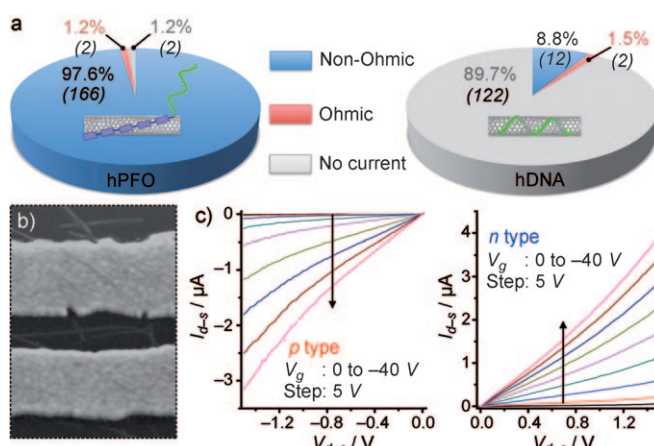 a
1.2%
(2)
1.2%
(2)
97.6%
(166)
hPFO
Non-Ohmic
Ohmic
No current
8.8%
(12)
1.5%
(2)
89.7%
(122)
hDNA
b)
c)
0
−1
−2
−3
I d–s / µA
p type
V g : 0 to −40 V
Step: 5 V
−1.2
−0.8
−0.4
0.0
4
3
2
1
0
I d–s / µA
n type
V g : 0 to −40 V
Step: 5 V
0.0
0.4
0.8
1.2